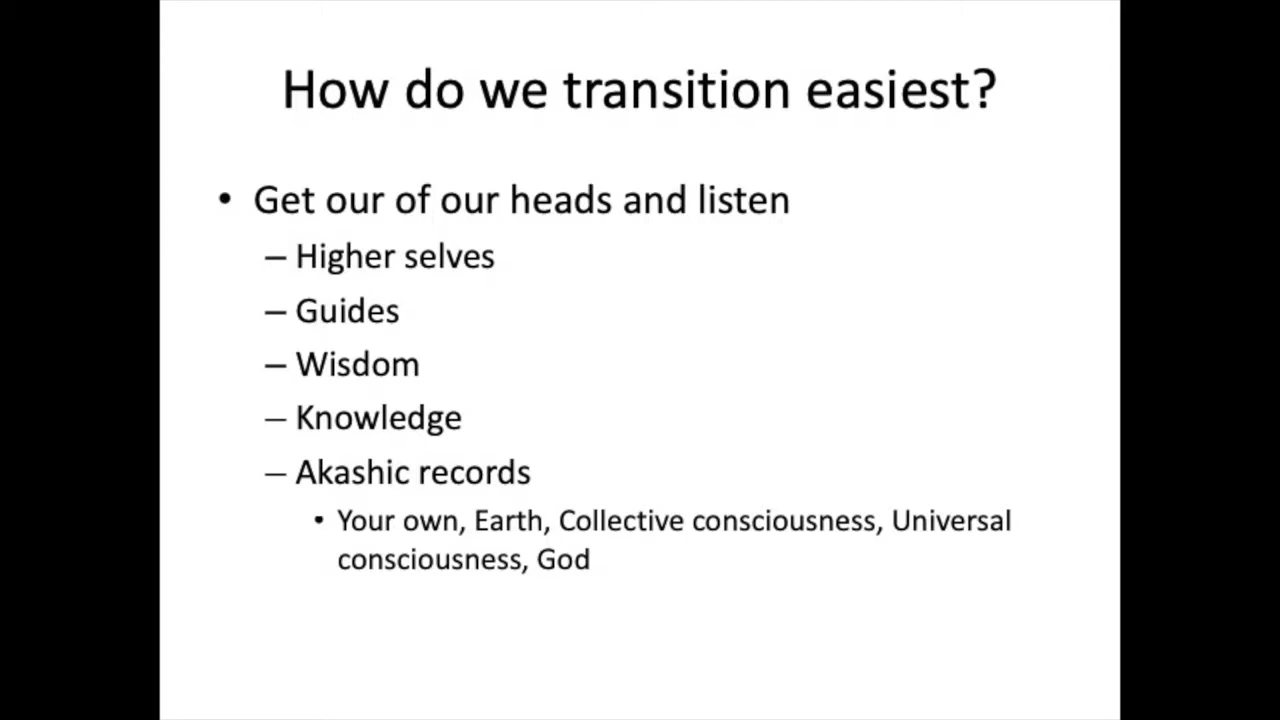 How do we transition easiest?
• Get our of our heads and listen
– Higher selves
– Guides
– Wisdom
– Knowledge
– Akashic records
• Your own, Earth, Collective consciousness, Universal
consciousness, God